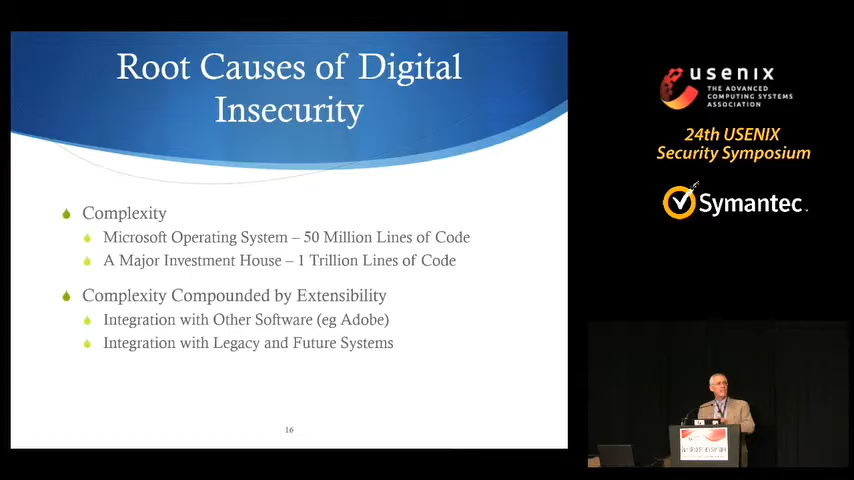 Root Causes of Digital
Insecurity
Complexity
Microsoft Operating System – 50 Million Lines of Code
A Major Investment House – 1 Trillion Lines of Code
Complexity Compounded by Extensibility
Integration with Other Software (eg Adobe)
Integration with Legacy and Future Systems
16
usenix
THE ADVANCED
COMPUTING SYSTEMS
ASSOCIATION
24th USENIX
Security Symposium
Symantec.